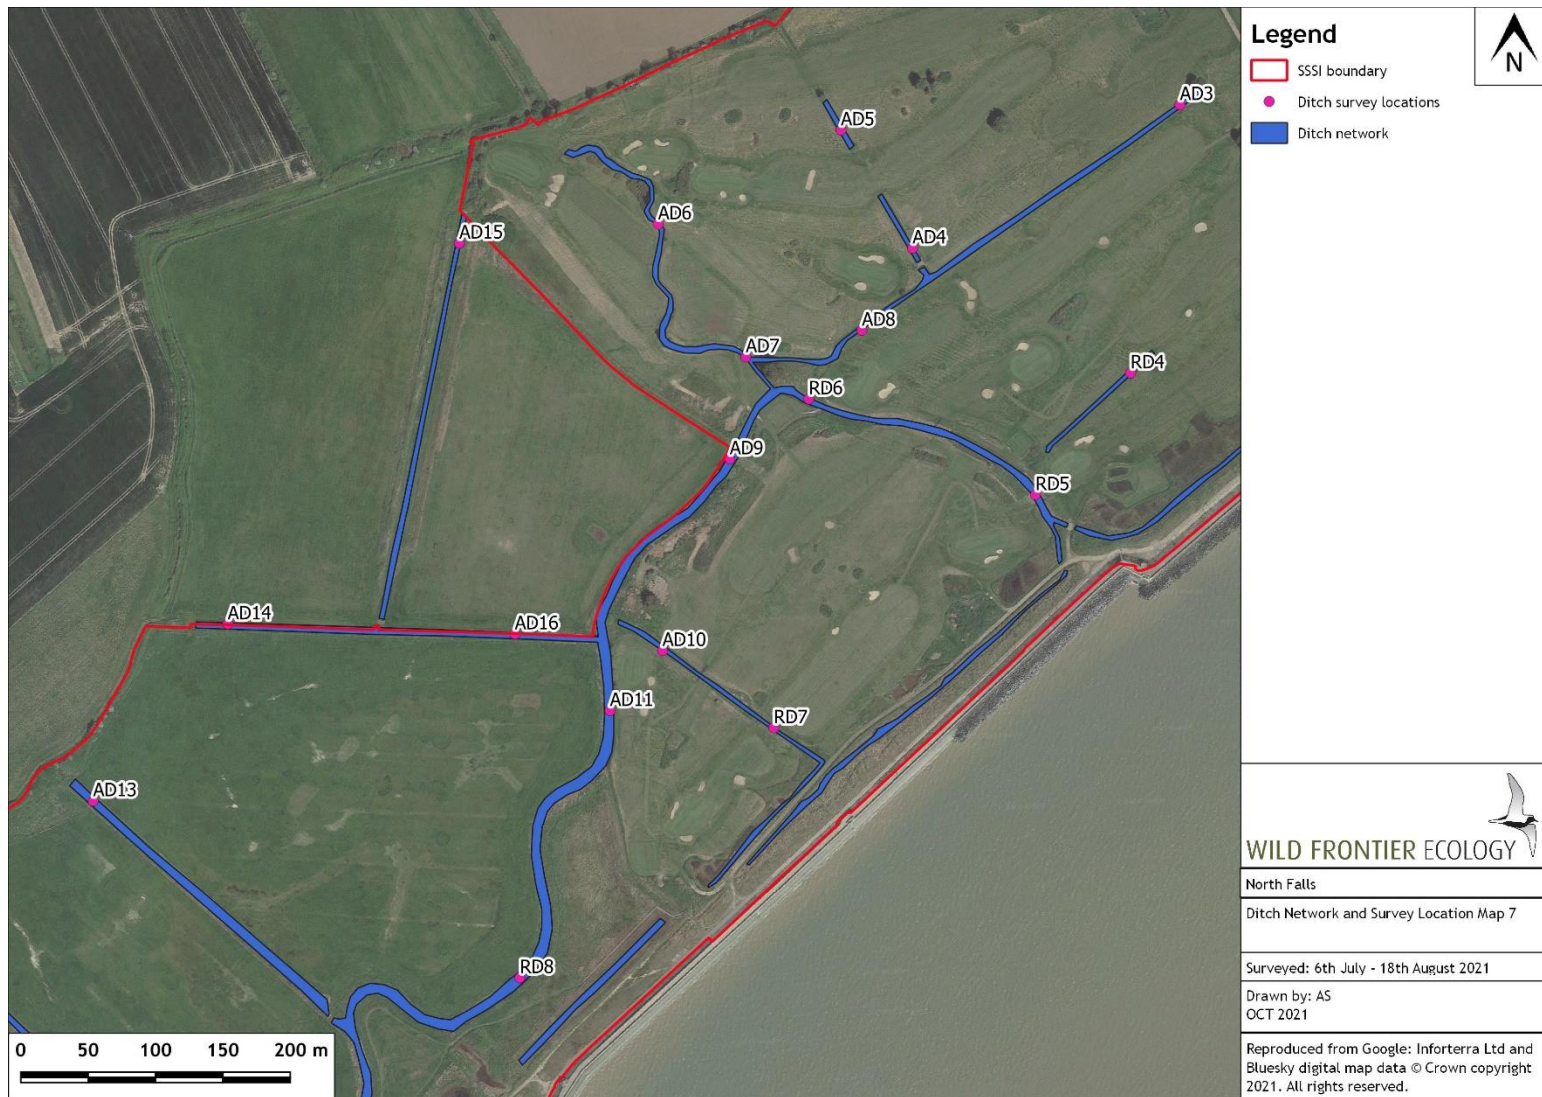 AD3
AD5
AD6
AD15
AD4
AD8
AD7
RD4
RD6
AD9
RD5
AD14
AD16
AD10
AD11
RD7
AD13
RD8
0 50 100 150 200 m
Legend
SSSI boundary
Ditch survey locations
Ditch network
N
WILD FRONTIER ECOLOGY
North Falls
Ditch Network and Survey Location Map 7
Surveyed: 6th July - 18th August 2021
Drawn by: AS
OCT 2021
Reproduced from Google: Inforterra Ltd and
Bluesky digital map data © Crown copyright
2021. All rights reserved.